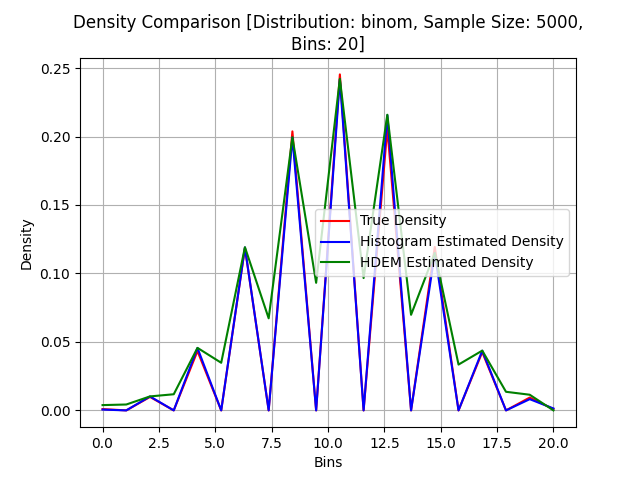 Density Comparison [Distribution: binom, Sample Size: 5000,
Bins: 20]
0.25
0.20
0.15
0.10
0.05
0.00
Density
True Density
Histogram Estimated Density
HDEM Estimated Density
0.0 2.5 5.0 7.5 10.0 12.5 15.0 17.5 20.0
Bins